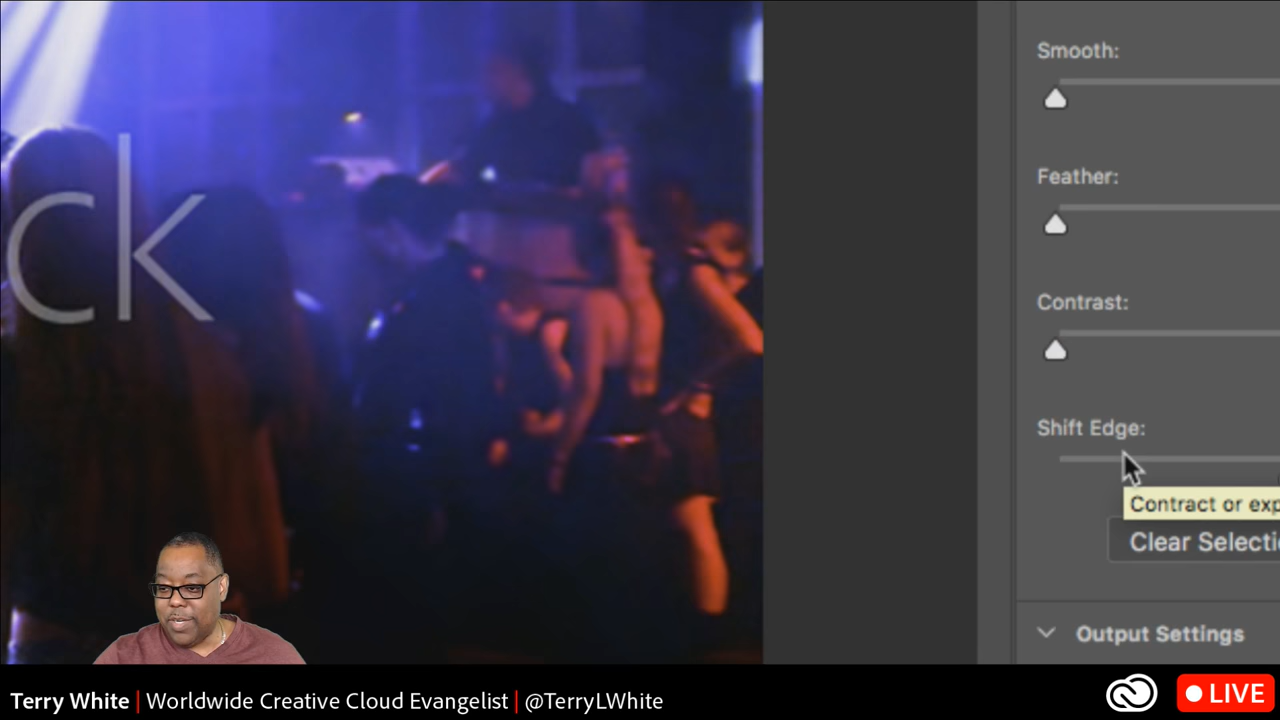 ck
Smooth:
Feather:
Contrast:
Shift Edge:
Contract or exp
Clear Selecti
Output Settings
Terry White | Worldwide Creative Cloud Evangelist | @TerryLWhite
LIVE